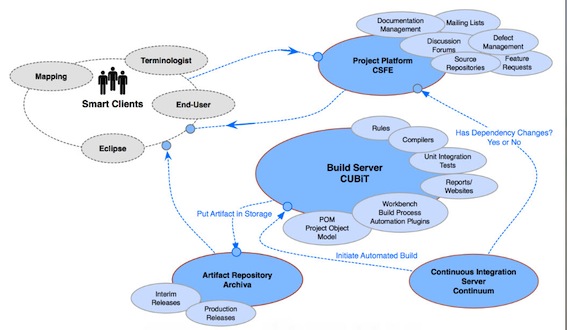 Documentation
Management
Mailing Lists
Discussion
Forums
Defect
Management
Source
Repositories
Feature
Requests
Project Platform
CSFE
Terminologist
Mapping
Smart Clients
End-User
Eclipse
Has Dependency Changes?
Yes or No
Rules
Compilers
Unit Integration
Tests
Reports/
Websites
Build Server
CUBiT
Workbench
Build Process
Automation Plugins
POM
Project Object
Model
Put Artifact in Storage
Initiate Automated Build
Artifact Repository
Archiva
Interim
Releases
Production
Releases
Continuous Integration
Server
Continuum